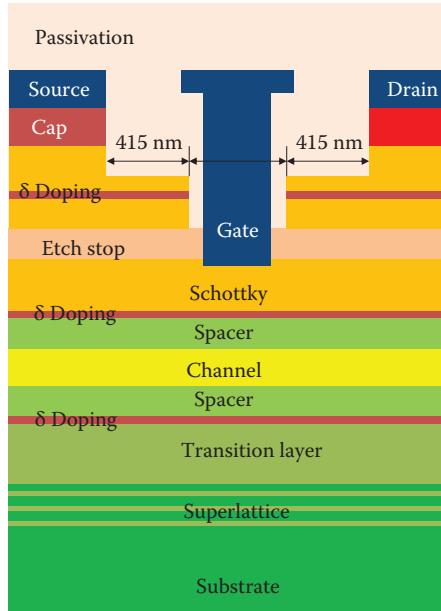 Passivation
Source
Drain
Cap
415 nm
415 nm
δ Doping
Gate
Etch stop
Schottky
δ Doping
Spacer
Channel
Spacer
δ Doping
Transition layer
Superlattice
Substrate